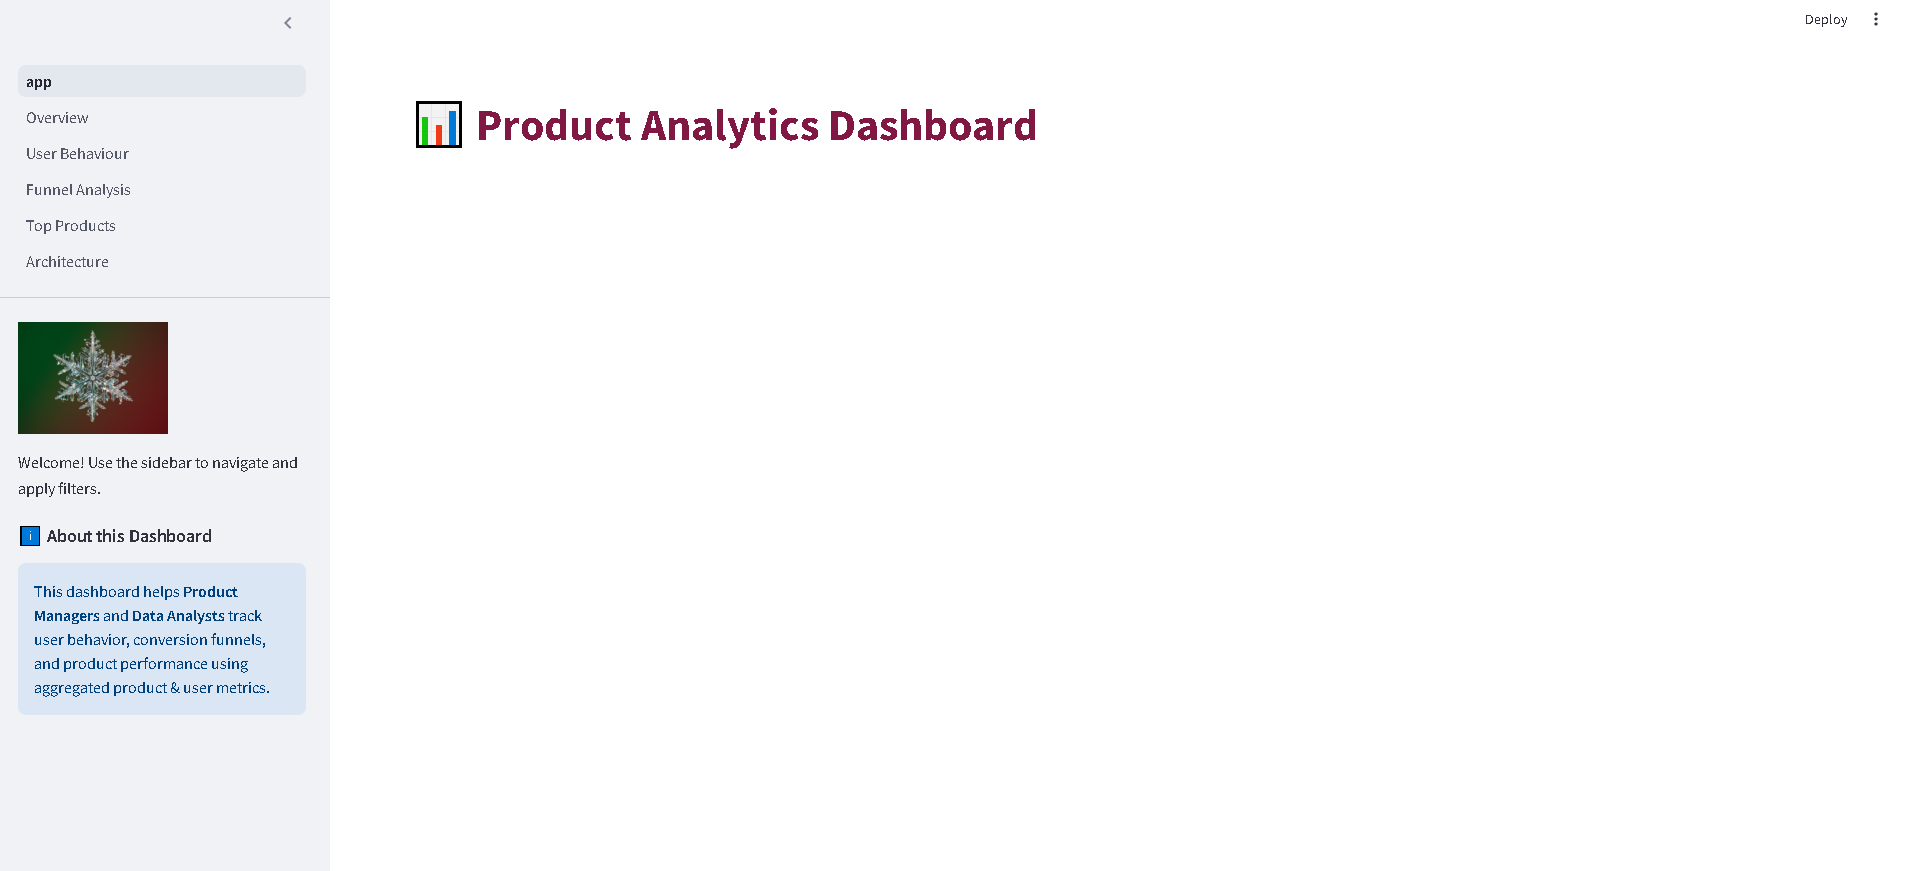 Deploy
app
Overview
User Behaviour
Funnel Analysis
Top Products
Architecture
Welcome! Use the sidebar to navigate and
apply filters.
i About this Dashboard
This dashboard helps Product
Managers and Data Analysts track
user behavior, conversion funnels,
and product performance using
aggregated product & user metrics.
Product Analytics Dashboard